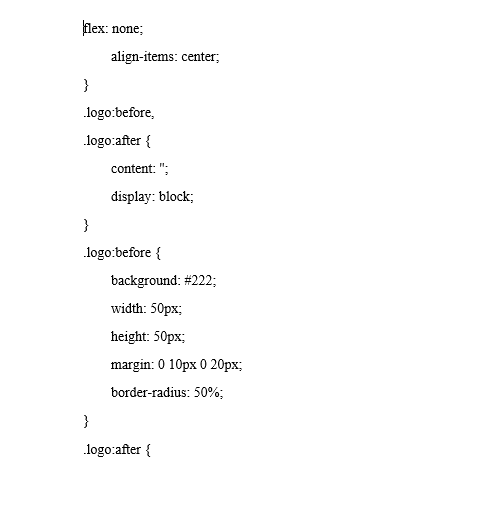 flex: none;
align-items: center;
}
.logo:before,
.logo:after {
content: '';
display: block;
}
.logo:before {
background: #222;
width: 50px;
height: 50px;
margin: 0 10px 0 20px;
border-radius: 50%;
}
.logo:after {